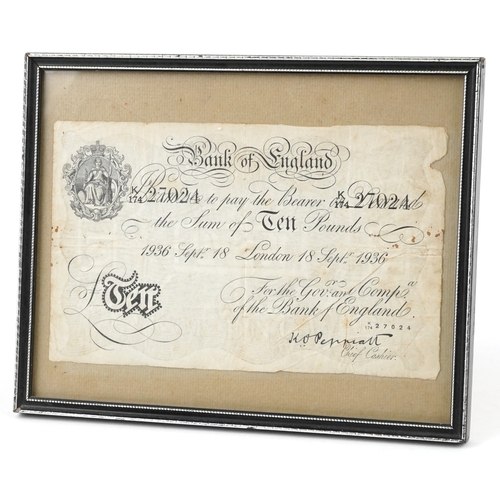 Bank of England
K/174 27024 K/174 27024
to pay the Bearer on
the Sum of Ten Pounds
1936 Septr. 18 London 18 Septr. 1936
For the Govr. and Compa.
of the Bank of England.
£Ten
K/174 27024
K O Peppiatt
Chief Cashier.